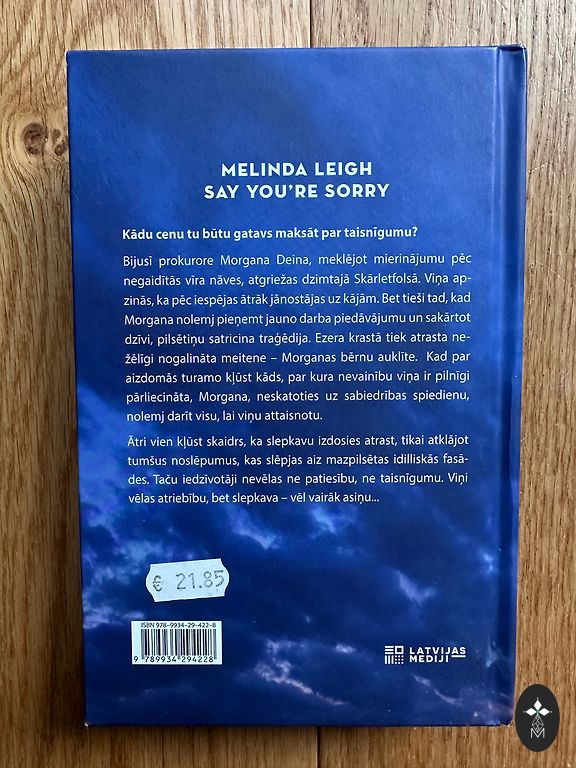 MELINDA LEIGH
SAY YOU'RE SORRY
Kādu cenu tu būtu gatavs maksāt par taisnīgumu?
Bijusī prokurore Morgana Deina, meklējot mierinājumu pēc
negaidītās vīra nāves, atgriežas dzimtajā Skārletfolsā. Viņa ap-
zinās, ka pēc iespējas ātrāk jānostājas uz kājām. Bet tieši tad, kad
Morgana nolemj pieņemt jauno darba piedāvājumu un sakārtot
dzīvi, pilsētiņu satricina traģēdija. Ezera krastā tiek atrasta ne-
žēlīgi nogalināta meitene – Morganas bērnu auklīte. Kad par
aizdomās turamo kļūst kāds, par kura nevainību viņa ir pilnīgi
pārliecināta, Morgana, neskatoties uz sabiedrības spiedienu,
nolemj darīt visu, lai viņu attaisnotu.
Ātri vien kļūst skaidrs, ka slepkavu izdosies atrast, tikai atklājot
tumšus noslēpumus, kas slēpjas aiz mazpilsētas idilliskās fasā-
des. Taču iedzīvotāji nevēlas ne patiesību, ne taisnīgumu. Viņi
vēlas atriebību, bet slepkava – vēl vairāk asiņu...
€ 21.85
ISBN 978-9934-29-422-8
9 789934 294228
LATVIJAS
MEDIJI
M